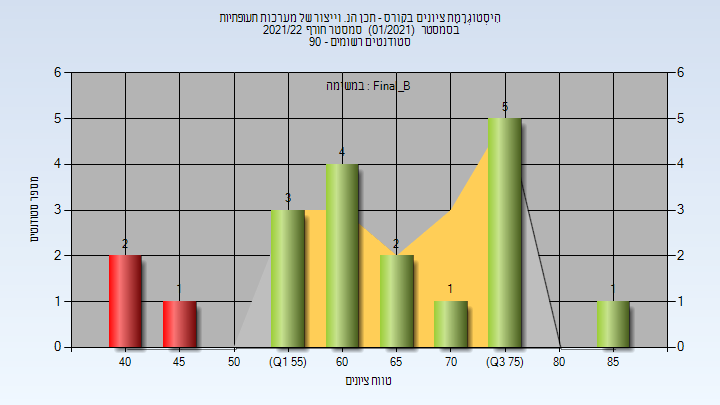 היסטוגרמת ציונים בקורס - תכן הנ. וייצור של מערכות תעופתיות
בסמסטר (01/2021) סמסטר חורף 2021/22
סטודנטים רשומים - 90
במשימה : Final_B
מספר סטודנטים
6 6
5 5
4 4
3 3
2 2
1 1
0 0
2 1 3 4 2 1 5 1
40 45 50 (Q1 55) 60 65 70 (Q3 75) 80 85
טווח ציונים